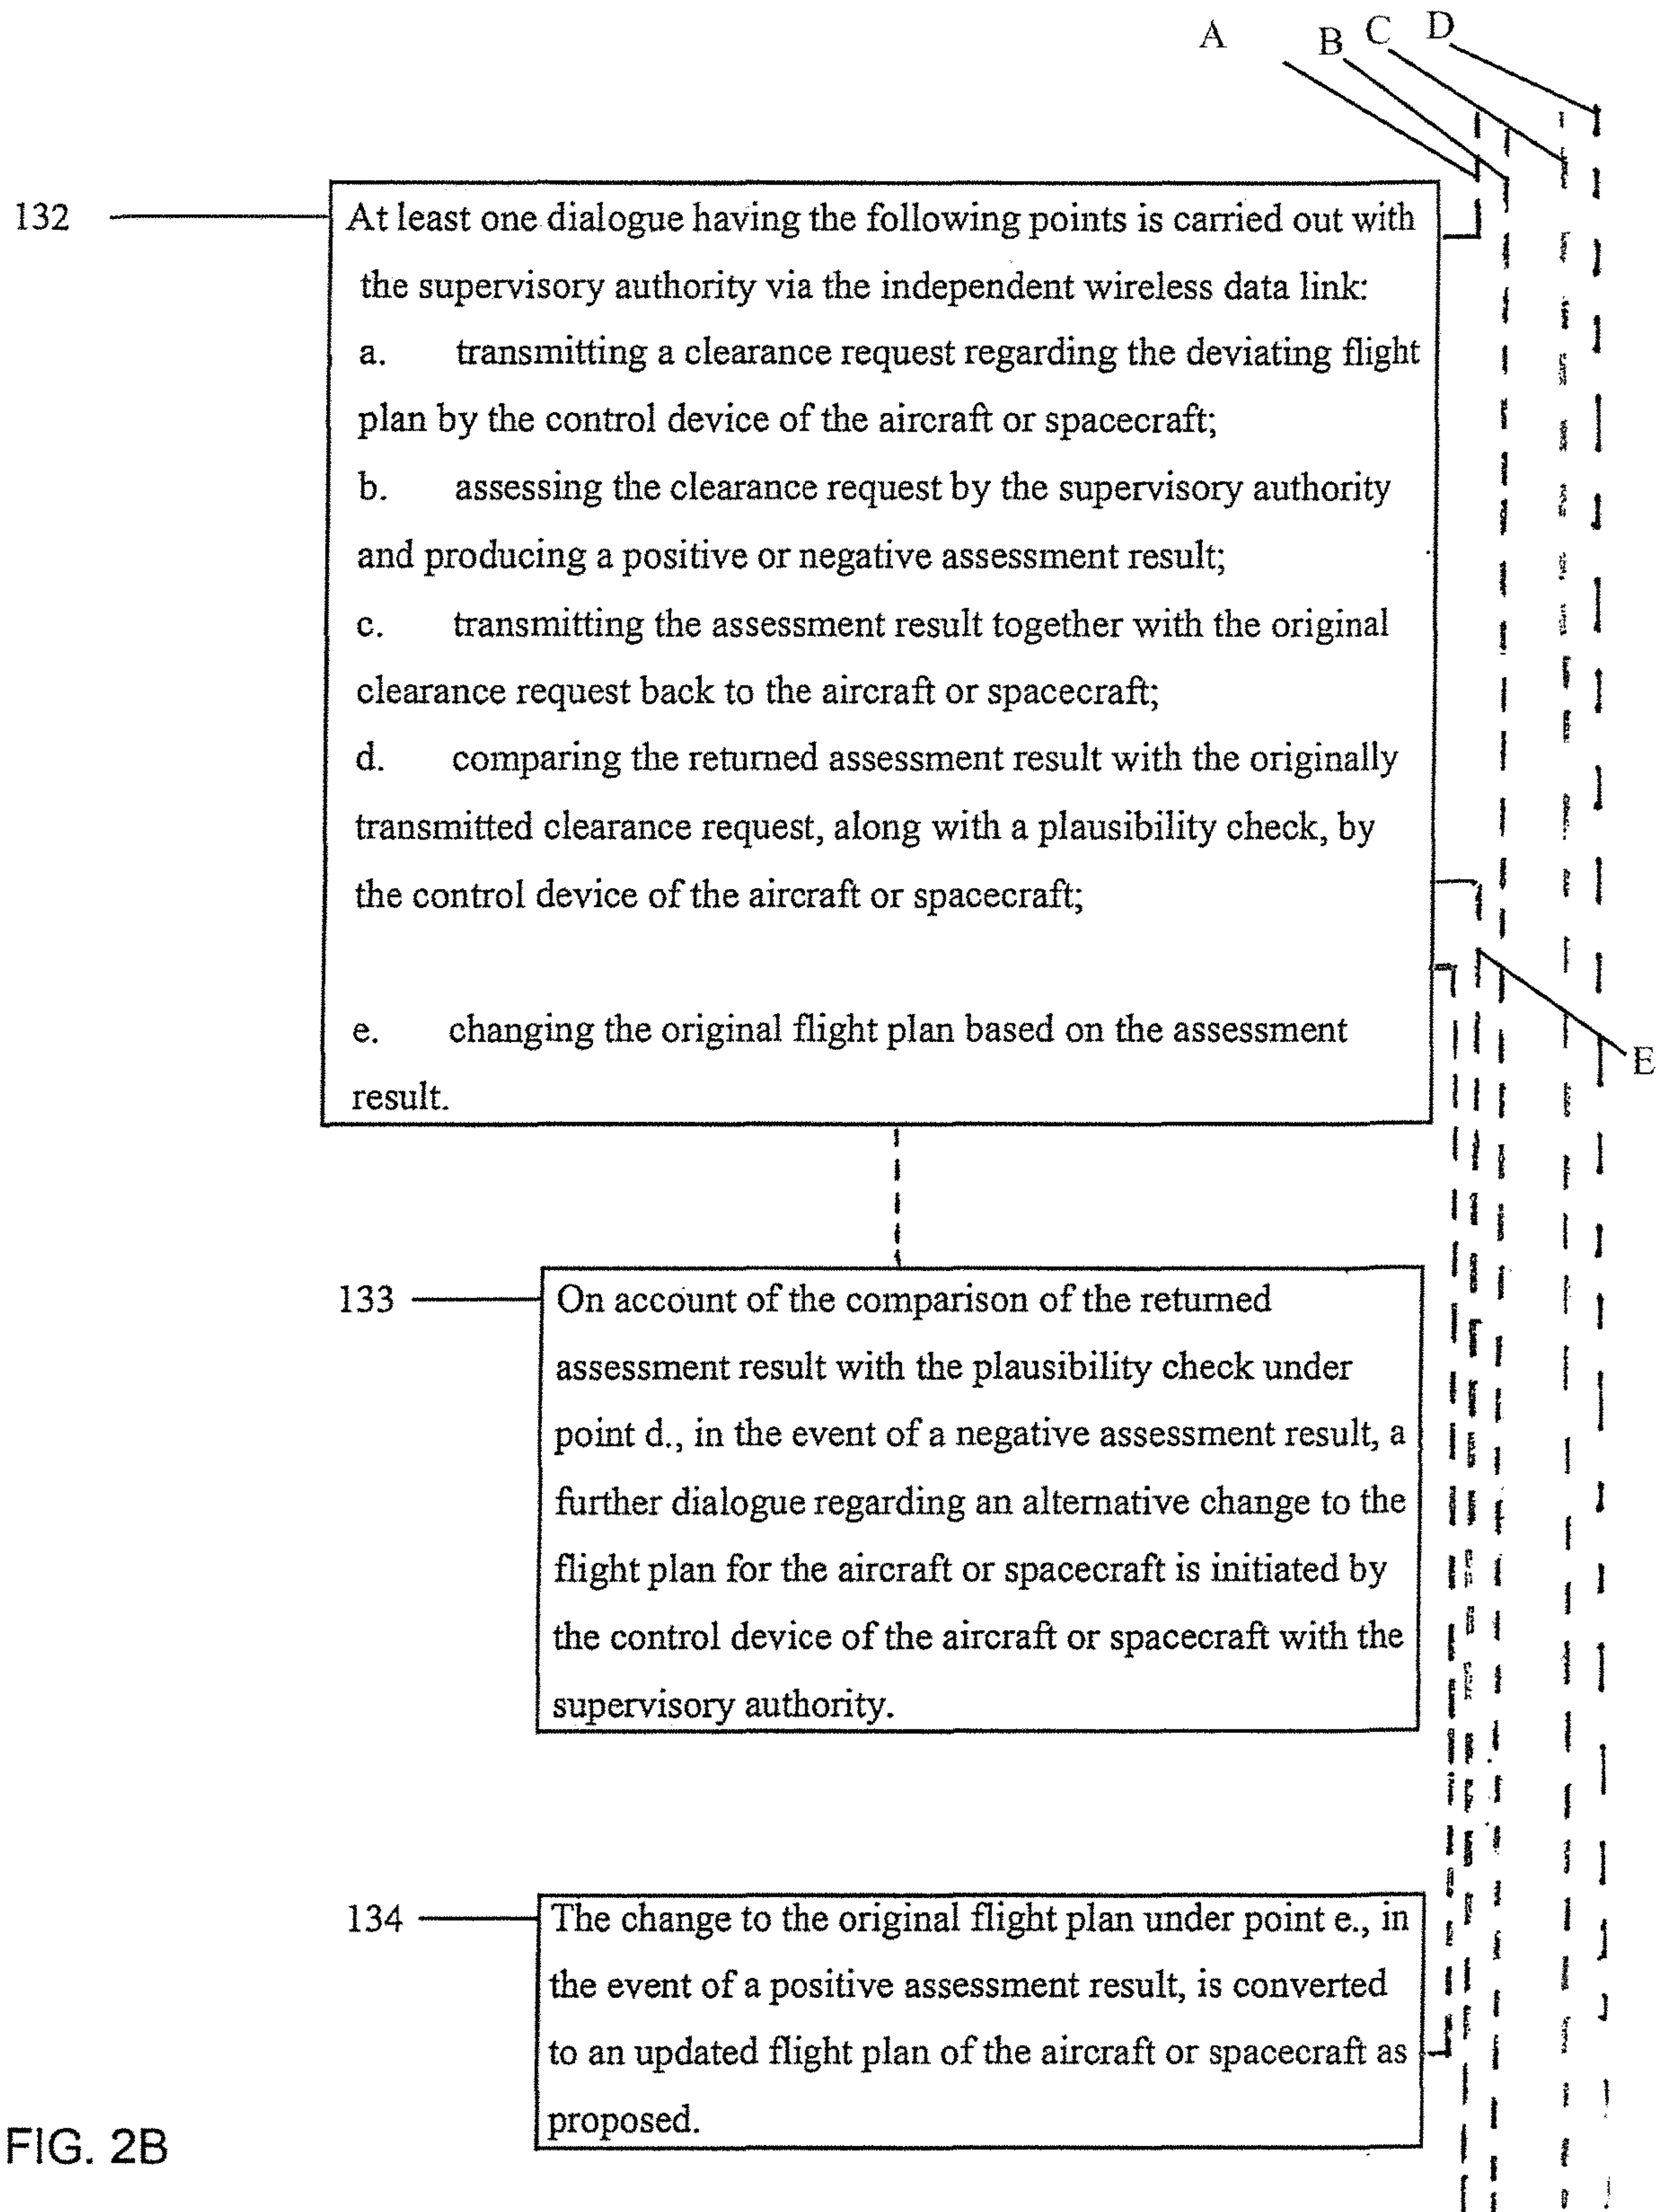 A B C D
132
At least one dialogue having the following points is carried out with
the supervisory authority via the independent wireless data link:
a. transmitting a clearance request regarding the deviating flight
plan by the control device of the aircraft or spacecraft;
b. assessing the clearance request by the supervisory authority
and producing a positive or negative assessment result;
c. transmitting the assessment result together with the original
clearance request back to the aircraft or spacecraft;
d. comparing the returned assessment result with the originally
transmitted clearance request, along with a plausibility check, by
the control device of the aircraft or spacecraft;
e. changing the original flight plan based on the assessment
result.
E
133
On account of the comparison of the returned
assessment result with the plausibility check under
point d., in the event of a negative assessment result, a
further dialogue regarding an alternative change to the
flight plan for the aircraft or spacecraft is initiated by
the control device of the aircraft or spacecraft with the
supervisory authority.
134
The change to the original flight plan under point e., in
the event of a positive assessment result, is converted
to an updated flight plan of the aircraft or spacecraft as
proposed.
FIG. 2B